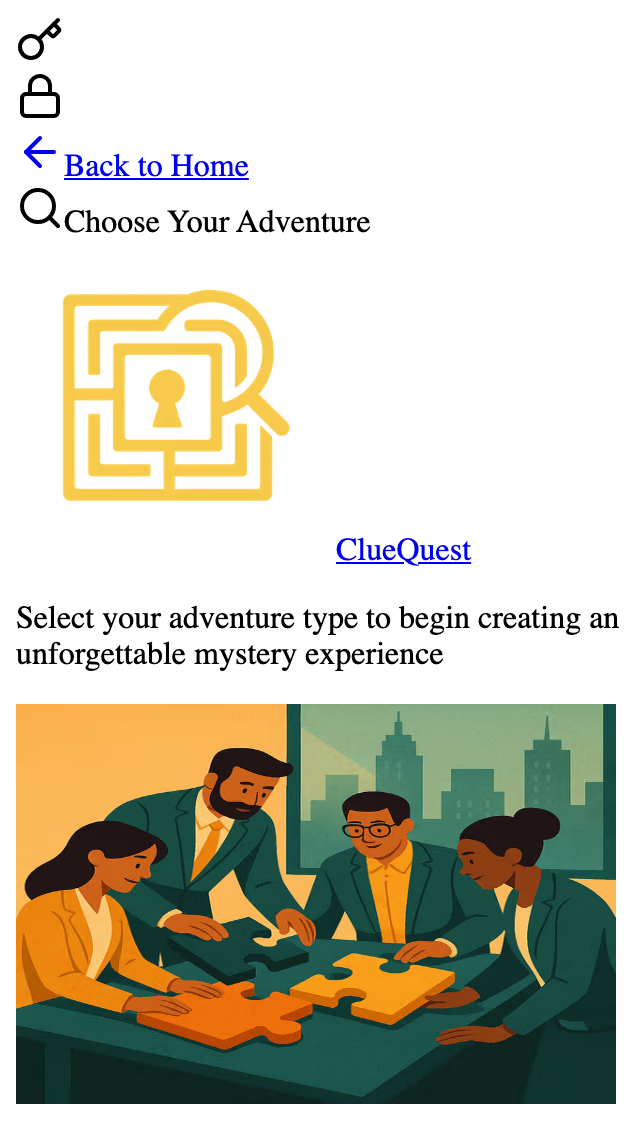 Back to Home
Choose Your Adventure
ClueQuest
Select your adventure type to begin creating an
unforgettable mystery experience